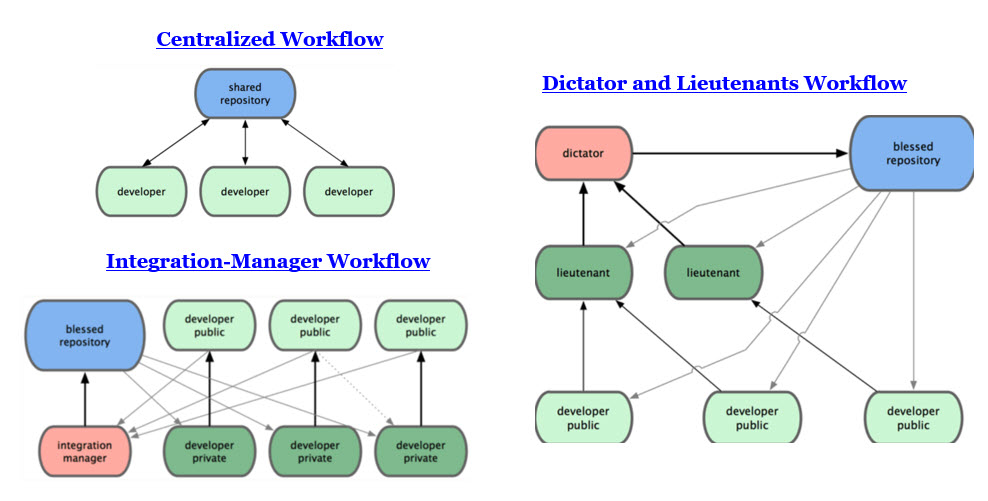 Centralized Workflow
shared
repository
developer
developer
developer
Integration-Manager Workflow
blessed
repository
developer
public
developer
public
developer
public
integration
manager
developer
private
developer
private
developer
private
Dictator and Lieutenants Workflow
dictator
blessed
repository
lieutenant
lieutenant
developer
public
developer
public
developer
public